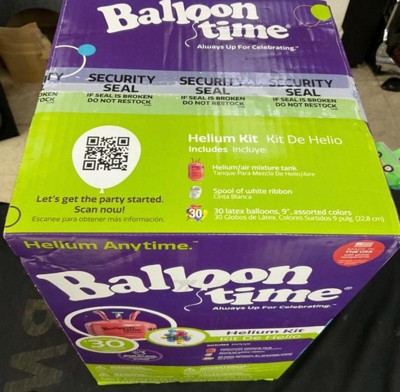 Balloon
time
Always Up For Celebrating.™
SECURITY SEAL
IF SEAL IS BROKEN
DO NOT RESTOCK
SECURITY SEAL
IF SEAL IS BROKEN
DO NOT RESTOCK
SECURITY SEAL
IF SEAL IS BROKEN
DO NOT RESTOCK
Helium Kit Kit De Helio
Includes Incluye
Helium/air mixture tank
Tanque Para Mezcla De Helio/Aire
Spool of white ribbon
Cinta Blanca
30
30 latex balloons, 9", assorted colors
30 Globos de Látex, Colores Surtidos 9 pulg. (22,8 cm)
Let's get the party started.
Scan now!
Escanee para obtener más información.
Helium Anytime.™
Balloon
time
Always Up For Celebrating.™
30
Helium Kit
Kit De Helio
Includes Incluye